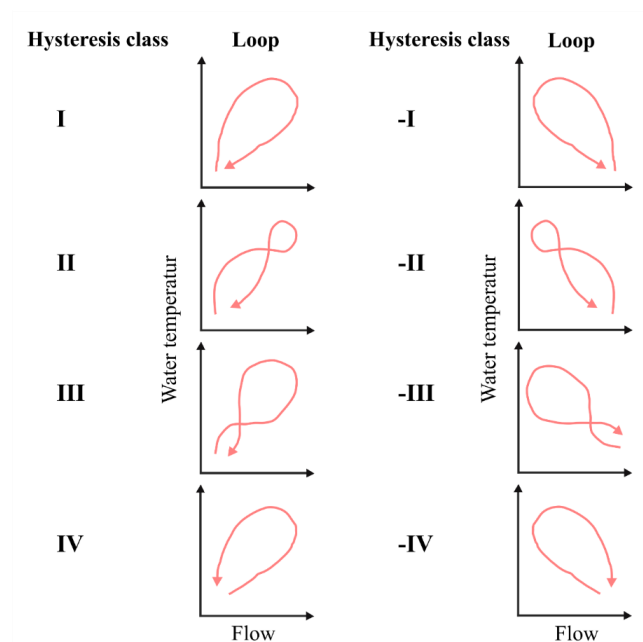 Hysteresis class Loop Hysteresis class Loop
I -I
II -II
Water temperatur Water temperatur
III -III
IV -IV
Flow Flow